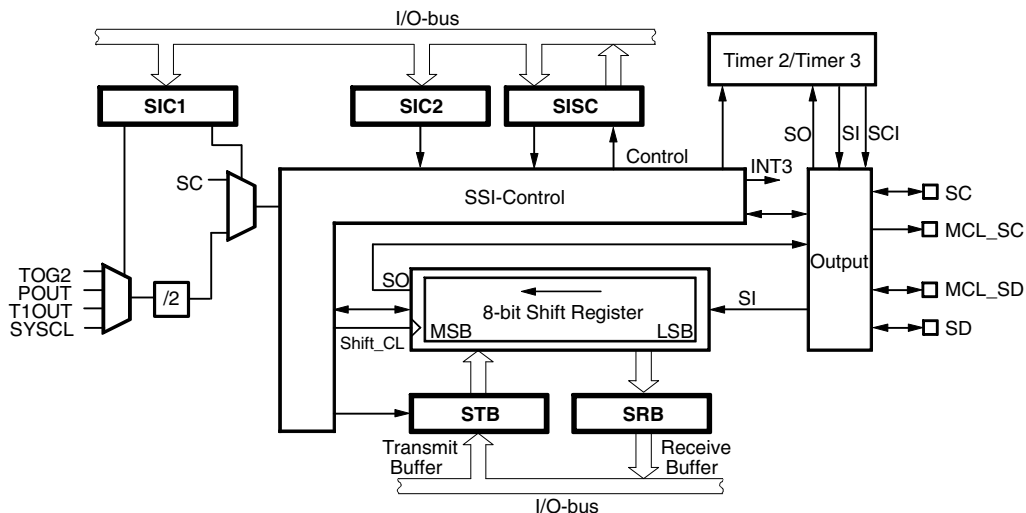 I/O-bus
Timer 2/Timer 3
SIC1
SIC2
SISC
SO
SI
SCI
Control
INT3
SC
SSI-Control
SC
MCL_SC
Output
SO
TOG2
POUT
T1OUT
SYSCL
/2
8-bit Shift Register
MSB
LSB
SI
MCL_SD
SD
Shift_CL
STB
SRB
Transmit
Buffer
Receive
Buffer
I/O-bus